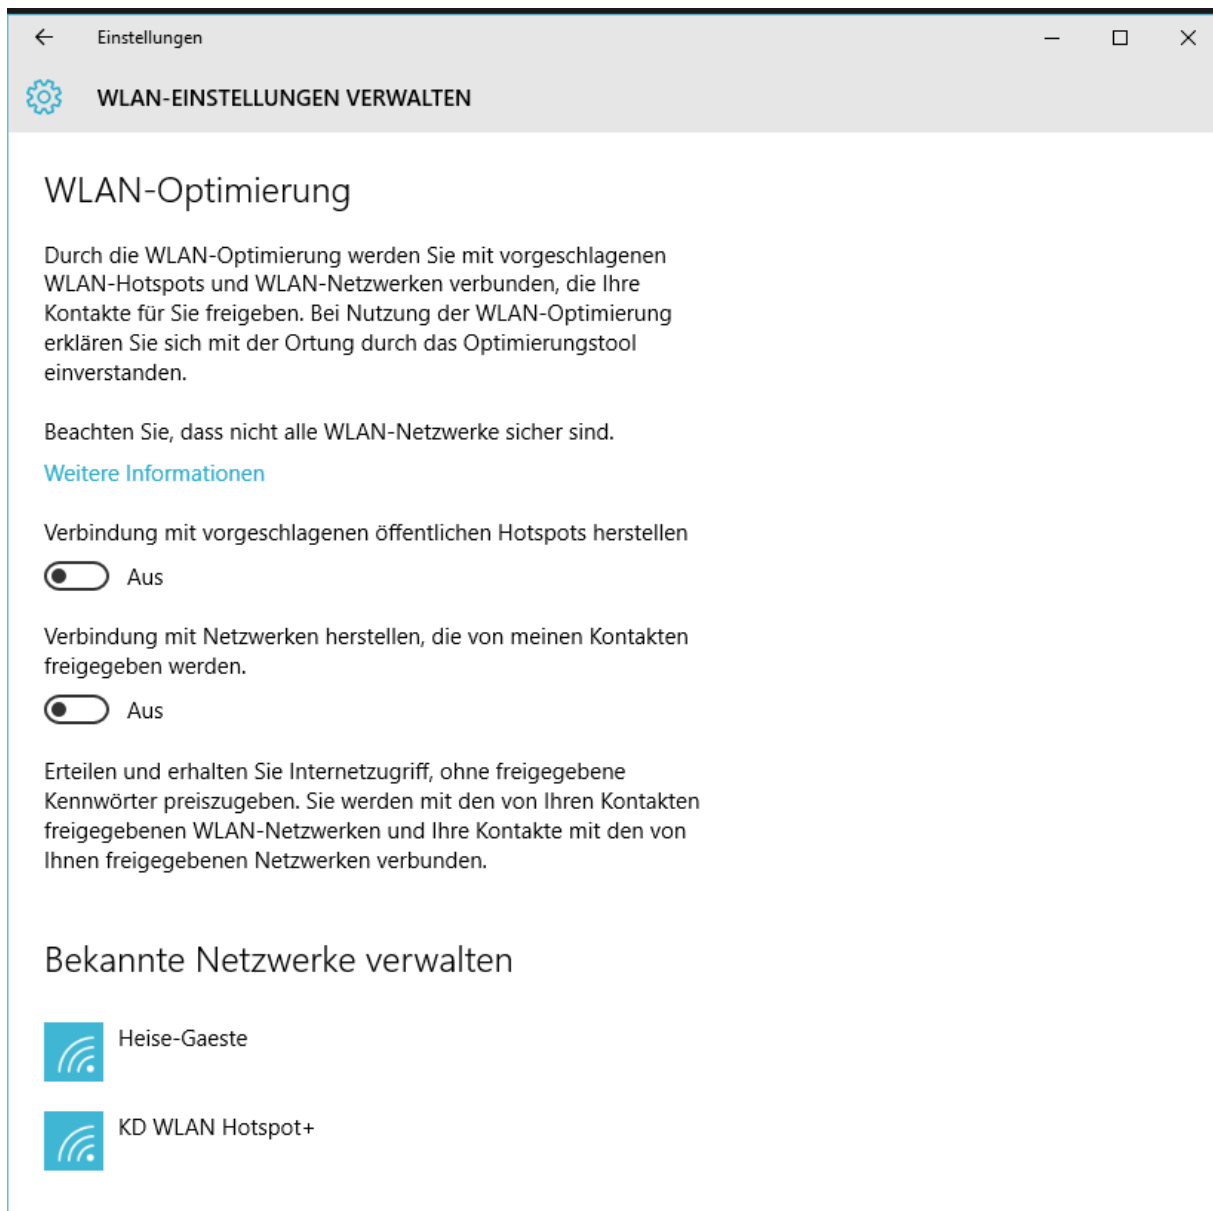 Einstellungen
WLAN-EINSTELLUNGEN VERWALTEN
WLAN-Optimierung
Durch die WLAN-Optimierung werden Sie mit vorgeschlagenen
WLAN-Hotspots und WLAN-Netzwerken verbunden, die Ihre
Kontakte für Sie freigeben. Bei Nutzung der WLAN-Optimierung
erklären Sie sich mit der Ortung durch das Optimierungstool
einverstanden.
Beachten Sie, dass nicht alle WLAN-Netzwerke sicher sind.
Weitere Informationen
Verbindung mit vorgeschlagenen öffentlichen Hotspots herstellen
Aus
Verbindung mit Netzwerken herstellen, die von meinen Kontakten
freigegeben werden.
Aus
Erteilen und erhalten Sie Internetzugriff, ohne freigegebene
Kennwörter preiszugeben. Sie werden mit den von Ihren Kontakten
freigegebenen WLAN-Netzwerken und Ihre Kontakte mit den von
Ihnen freigegebenen Netzwerken verbunden.
Bekannte Netzwerke verwalten
Heise-Gaeste
KD WLAN Hotspot+